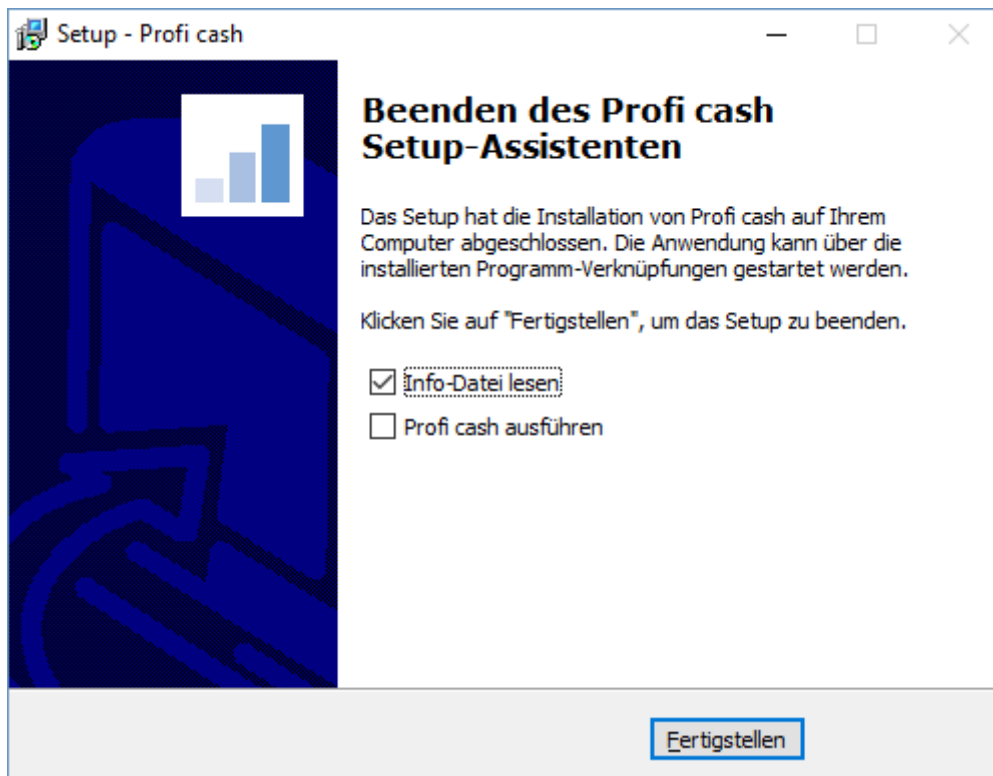 Setup - Profi cash
Beenden des Profi cash
Setup-Assistenten
Das Setup hat die Installation von Profi cash auf Ihrem
Computer abgeschlossen. Die Anwendung kann über die
installierten Programm-Verknüpfungen gestartet werden.
Klicken Sie auf "Fertigstellen", um das Setup zu beenden.
Info-Datei lesen
Profi cash ausführen
Fertigstellen